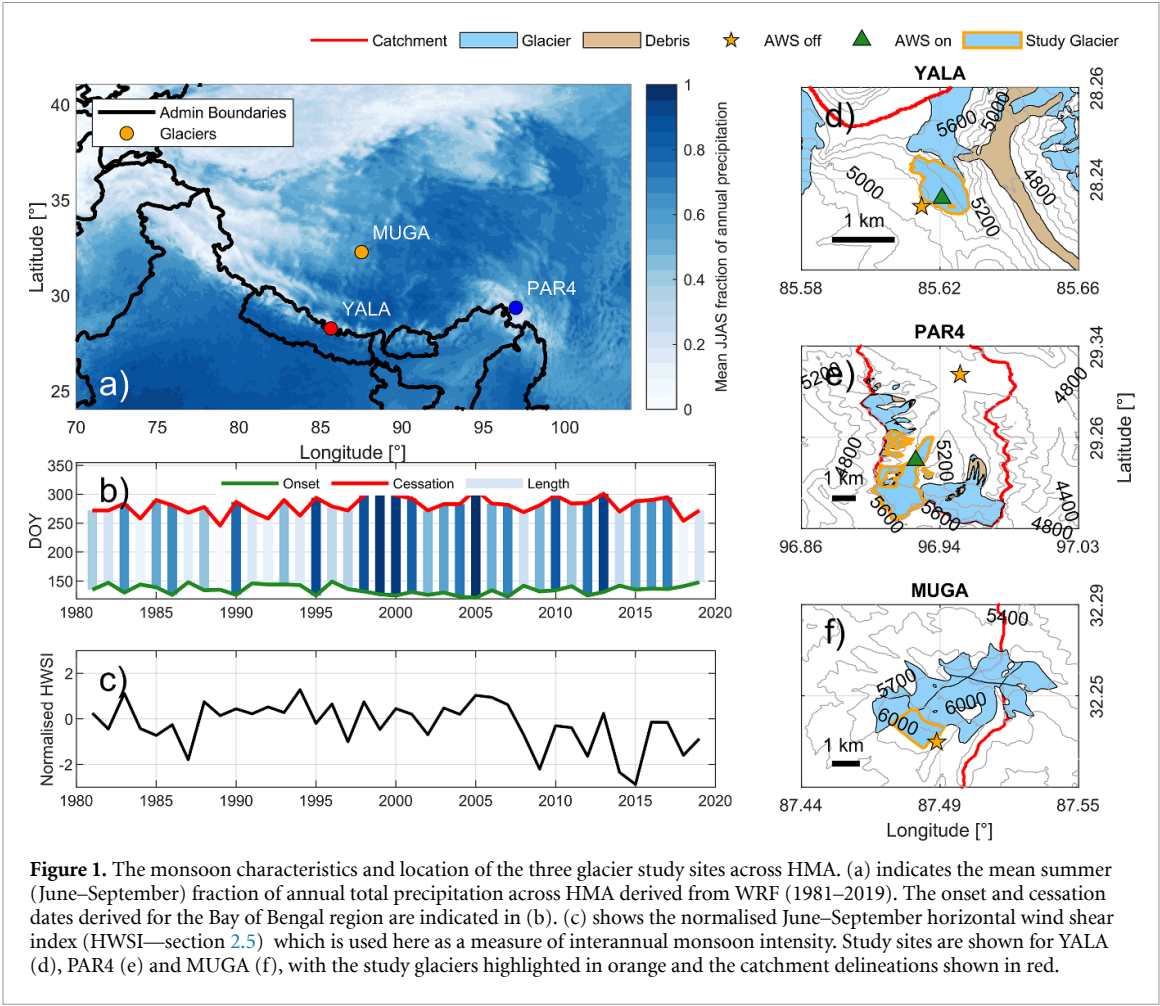 Catchment Glacier Debris AWS off AWS on Study Glacier
Admin Boundaries
Glaciers
MUGA
YALA
PAR4
a)
40
35
30
25
Latitude [°]
70 75 80 85 90 95 100
Longitude [°]
1
0.8
0.6
0.4
0.2
0
Mean JJAS fraction of annual precipitation
b)
Onset Cessation Length
350
300
250
200
150
DOY
1980 1985 1990 1995 2000 2005 2010 2015 2020
c)
2
0
-2
Normalised HWSI
1980 1985 1990 1995 2000 2005 2010 2015 2020
YALA
d)
5600
5000
5000
4800
5200
1 km
28.26
28.24
85.58 85.62 85.66
PAR4
e)
5200
4800
4800
5200
1 km
5600
5600
4400
4800
29.34
29.26
Latitude [°]
96.86 96.94 97.03
MUGA
f)
5400
5700
6000
6000
1 km
32.29
32.25
87.44 87.49 87.55
Longitude [°]
Figure 1. The monsoon characteristics and location of the three glacier study sites across HMA. (a) indicates the mean summer
(June–September) fraction of annual total precipitation across HMA derived from WRF (1981–2019). The onset and cessation
dates derived for the Bay of Bengal region are indicated in (b). (c) shows the normalised June–September horizontal wind shear
index (HWSI—section 2.5) which is used here as a measure of interannual monsoon intensity. Study sites are shown for YALA
(d), PAR4 (e) and MUGA (f), with the study glaciers highlighted in orange and the catchment delineations shown in red.